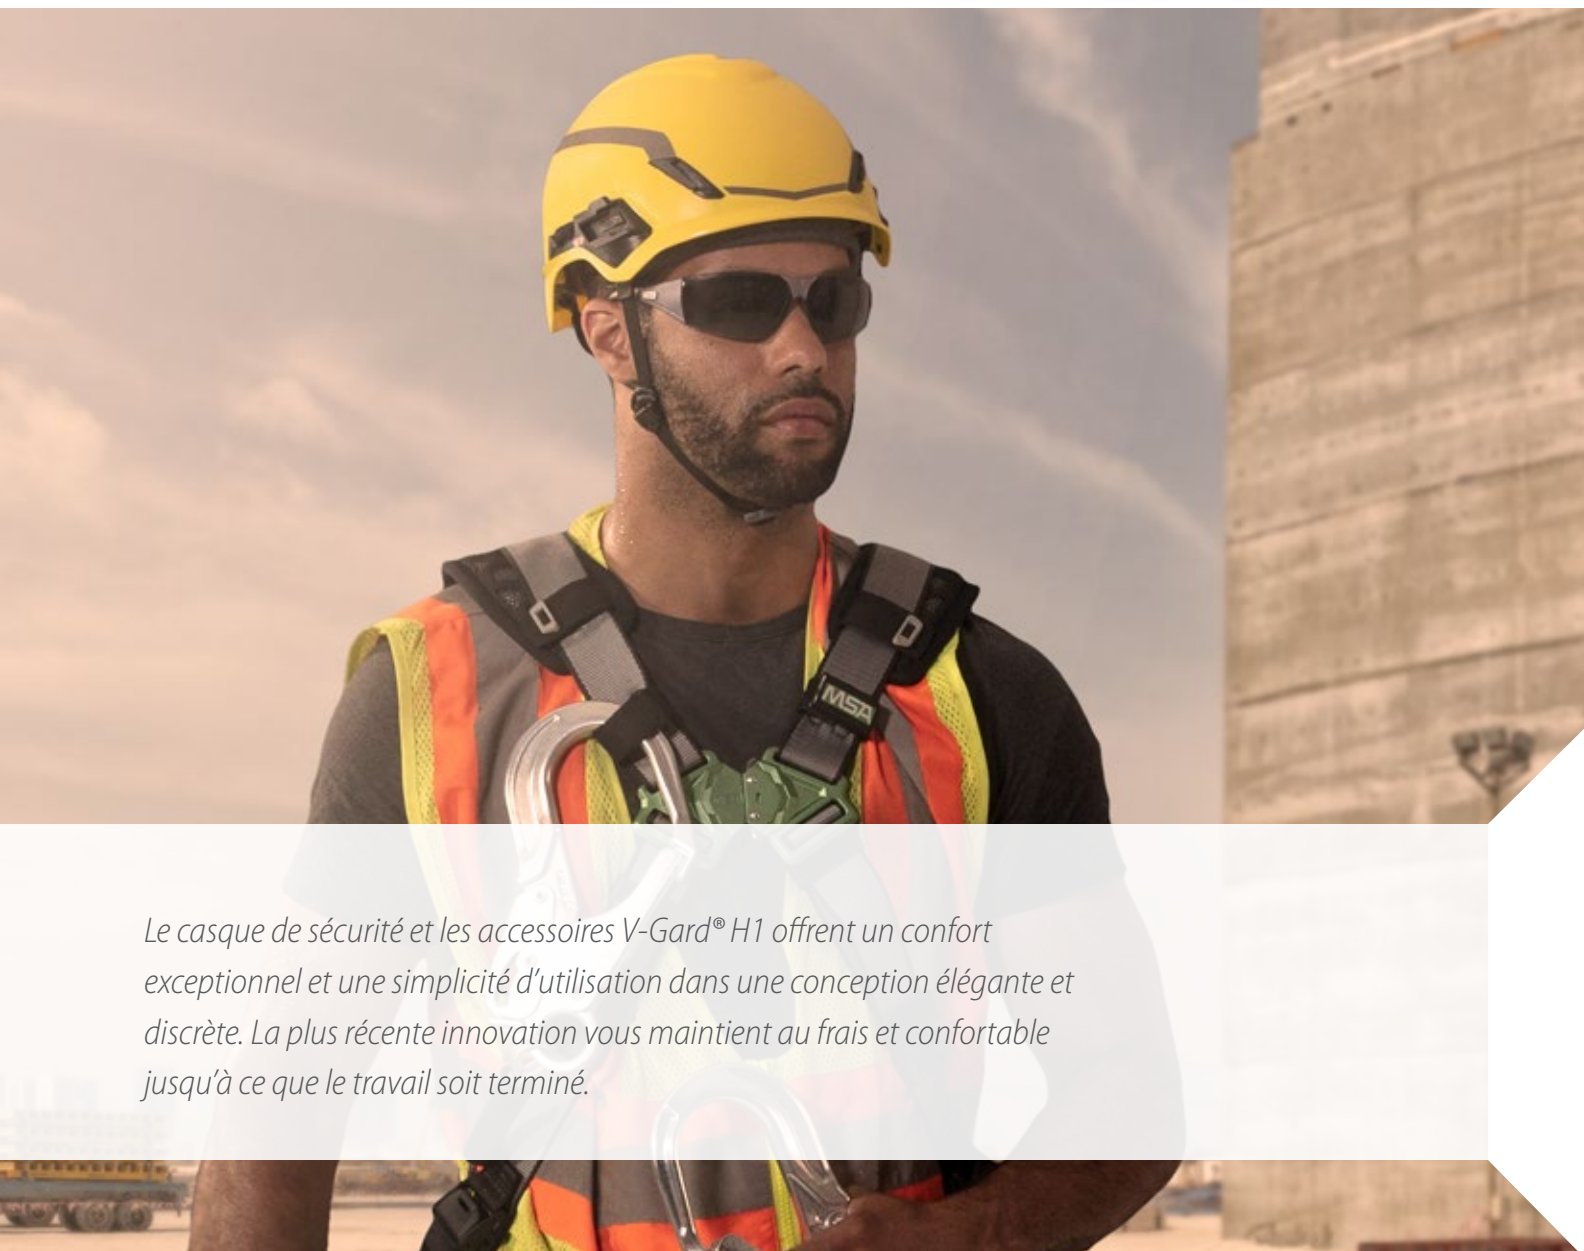 MSA
Le casque de sécurité et les accessoires V-Gard® H1 offrent un confort
exceptionnel et une simplicité d’utilisation dans une conception élégante et
discrète. La plus récente innovation vous maintient au frais et confortable
jusqu’à ce que le travail soit terminé.